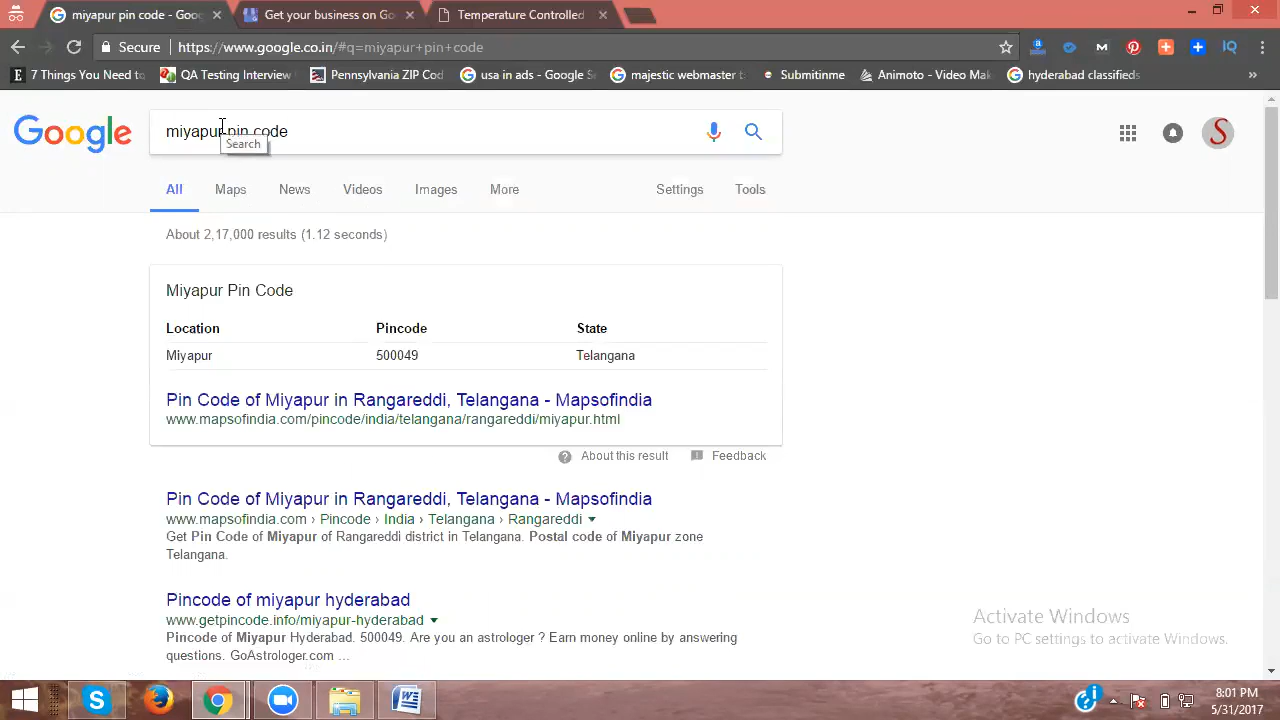 miyapur pin code - Goo
Get your business on Go
Temperature Controlled
Secure
https://www.google.co.in/#q=miyapur+pin+code
7 Things You Need to
QA Testing Interview
Pennsylvania ZIP Cod
usa in ads - Google Se
majestic webmaster t
Submitinme
Animoto - Video Mak
hyderabad classifieds
Google
miyapur pin code
Search
S
All
Maps
News
Videos
Images
More
Settings
Tools
About 2,17,000 results (1.12 seconds)
Miyapur Pin Code
Location Pincode State
Miyapur 500049 Telangana
Pin Code of Miyapur in Rangareddi, Telangana - Mapsofindia
www.mapsofindia.com/pincode/india/telangana/rangareddi/miyapur.html
About this result
Feedback
Pin Code of Miyapur in Rangareddi, Telangana - Mapsofindia
www.mapsofindia.com › Pincode › India › Telangana › Rangareddi
Get Pin Code of Miyapur of Rangareddi district in Telangana. Postal code of Miyapur zone
Telangana.
Pincode of miyapur hyderabad
www.getpincode.info/miyapur-hyderabad
Pincode of Miyapur Hyderabad. 500049. Are you an astrologer ? Earn money online by answering
questions. GoAstrologer.com ...
Activate Windows
Go to PC settings to activate Windows.
8:01 PM
5/31/2017